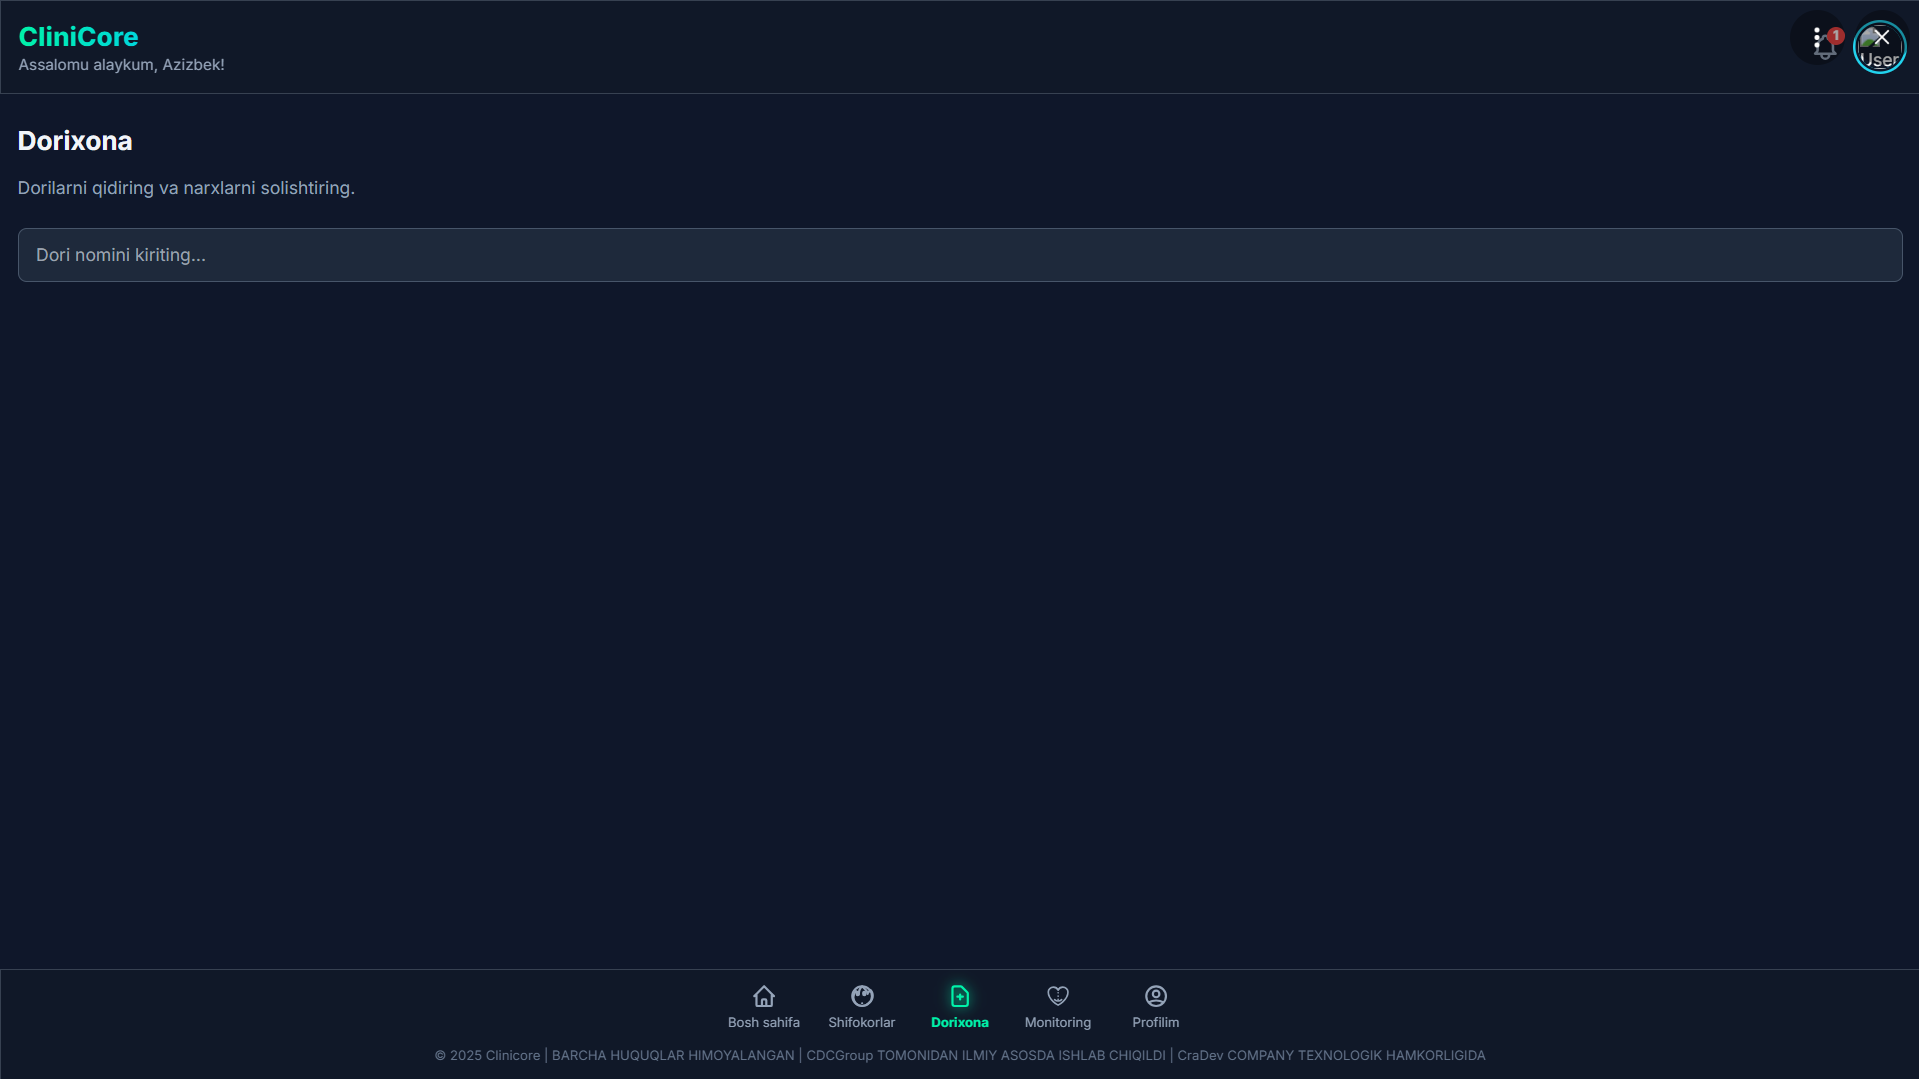 CliniCore
Assalomu alaykum, Azizbek!
1
User
Dorixona
Dorilarni qidiring va narxlarni solishtiring.
Dori nomini kiriting...
Bosh sahifa
Shifokorlar
Dorixona
Monitoring
Profilim
© 2025 Clinicore | BARCHA HUQUQLAR HIMOYALANGAN | CDCGroup TOMONIDAN ILMIY ASOSDA ISHLAB CHIQILDI | CraDev COMPANY TEXNOLOGIK HAMKORLIGIDA